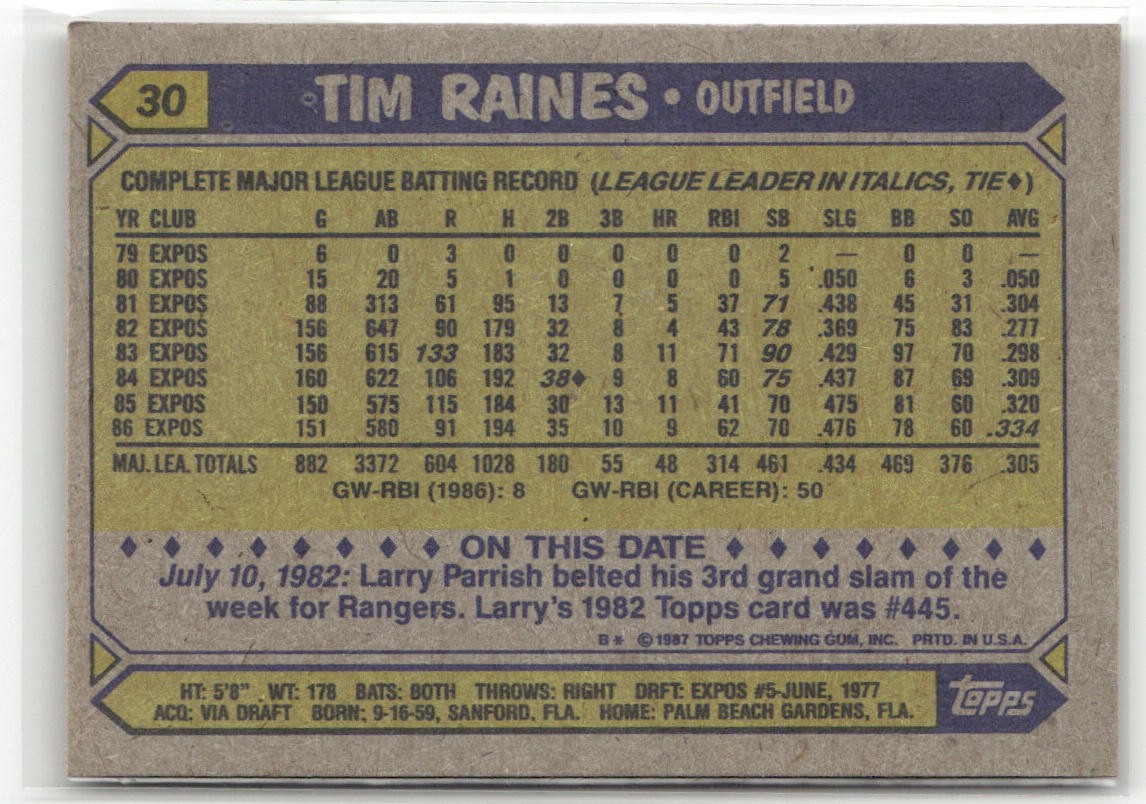 30 TIM RAINES • OUTFIELD
COMPLETE MAJOR LEAGUE BATTING RECORD (LEAGUE LEADER IN ITALICS, TIE♦)
YR CLUB G AB R H 2B 3B HR RBI SB SLG BB SO AVG
79 EXPOS 6 0 3 0 0 0 0 0 2 — 0 0 —
80 EXPOS 15 20 5 1 0 0 0 0 5 .050 6 3 .050
81 EXPOS 88 313 61 95 13 7 5 37 71 .438 45 31 .304
82 EXPOS 156 647 90 179 32 8 4 43 78 .369 75 83 .277
83 EXPOS 156 615 133 183 32 8 11 71 90 .429 97 70 .298
84 EXPOS 160 622 106 192 38♦ 9 8 60 75 .437 87 69 .309
85 EXPOS 150 575 115 184 30 13 11 41 70 .475 81 60 .320
86 EXPOS 151 580 91 194 35 10 9 62 70 .476 78 60 .334
MAJ. LEA. TOTALS 882 3372 604 1028 180 55 48 314 461 .434 469 376 .305
GW-RBI (1986): 8 GW-RBI (CAREER): 50
♦ ♦ ♦ ♦ ♦ ♦ ♦ ♦ ON THIS DATE ♦ ♦ ♦ ♦ ♦ ♦ ♦ ♦
July 10, 1982: Larry Parrish belted his 3rd grand slam of the
week for Rangers. Larry's 1982 Topps card was #445.
B* ©1987 TOPPS CHEWING GUM, INC. PRTD. IN U.S.A.
HT: 5'8" WT: 178 BATS: BOTH THROWS: RIGHT DRFT: EXPOS #5-JUNE, 1977
ACQ: VIA DRAFT BORN: 9-16-59, SANFORD, FLA. HOME: PALM BEACH GARDENS, FLA.
topps